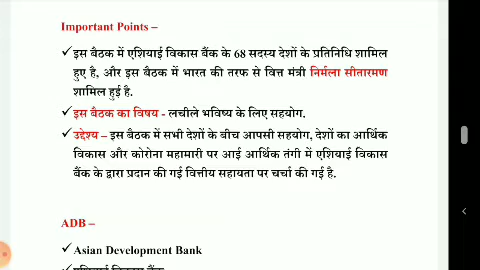 Important Points –
✓ इस बैठक में एशियाई विकास बैंक के 68 सदस्य देशों के प्रतिनिधि शामिल
हुए है, और इस बैठक में भारत की तरफ से वित्त मंत्री निर्मला सीतारमण
शामिल हुई है.
✓ इस बैठक का विषय - लचीले भविष्य के लिए सहयोग.
✓ उद्देश्य – इस बैठक में सभी देशों के बीच आपसी सहयोग, देशों का आर्थिक
विकास और कोरोना महामारी पर आई आर्थिक तंगी में एशियाई विकास
बैंक के द्वारा प्रदान की गई वित्तीय सहायता पर चर्चा की गई है.
ADB –
✓ Asian Development Bank
✓ एशियाई विकास बैंक